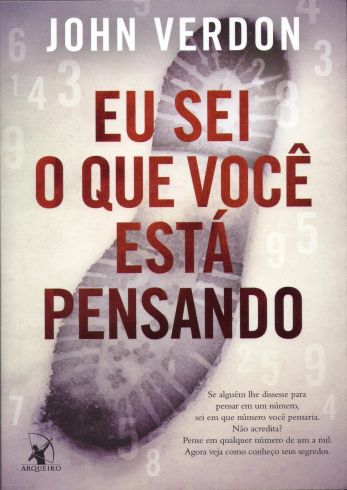 JOHN VERDON
EU SEI
O QUE VOCÊ
ESTÁ
PENSANDO
Se alguém lhe dissesse para
pensar em um número,
sei em que número você pensaria.
Não acredita?
Pense em qualquer número de um a mil.
Agora veja como conheço seus segredos.
ARQUEIRO